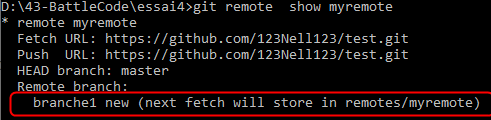 D:\43-BattleCode\essai4>git remote  show myremote
* remote myremote
  Fetch URL: https://github.com/123Nell123/test.git
  Push  URL: https://github.com/123Nell123/test.git
  HEAD branch: master
  Remote branch:
    branche1 new (next fetch will store in remotes/myremote)